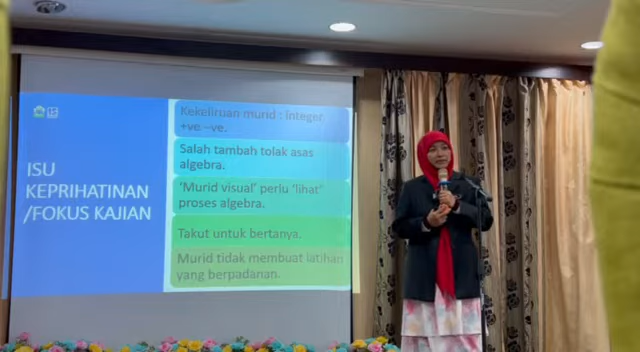 ISU
KEPRIHATINAN
/FOKUS KAJIAN
Kekeliruan murid : Integer
+ve –ve.
Salah tambah tolak asas
algebra.
'Murid visual' perlu 'lihat'
proses algebra.
Takut untuk bertanya.
Murid tidak membuat latihan
yang berpadanan.